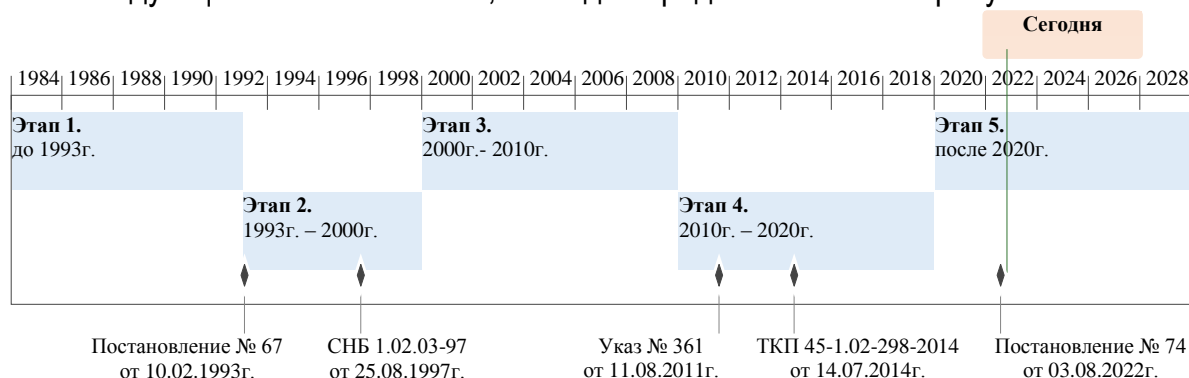 Сегодня
1984 1986 1988 1990 1992 1994 1996 1998 2000 2002 2004 2006 2008 2010 2012 2014 2016 2018 2020 2022 2024 2026 2028
Этап 1.
до 1993г.
Этап 3.
2000г.- 2010г.
Этап 5.
после 2020г.
Этап 2.
1993г. – 2000г.
Этап 4.
2010г. – 2020г.
Постановление № 67
от 10.02.1993г.
СНБ 1.02.03-97
от 25.08.1997г.
Указ № 361
от 11.08.2011г.
ТКП 45-1.02-298-2014
от 14.07.2014г.
Постановление № 74
от 03.08.2022г.